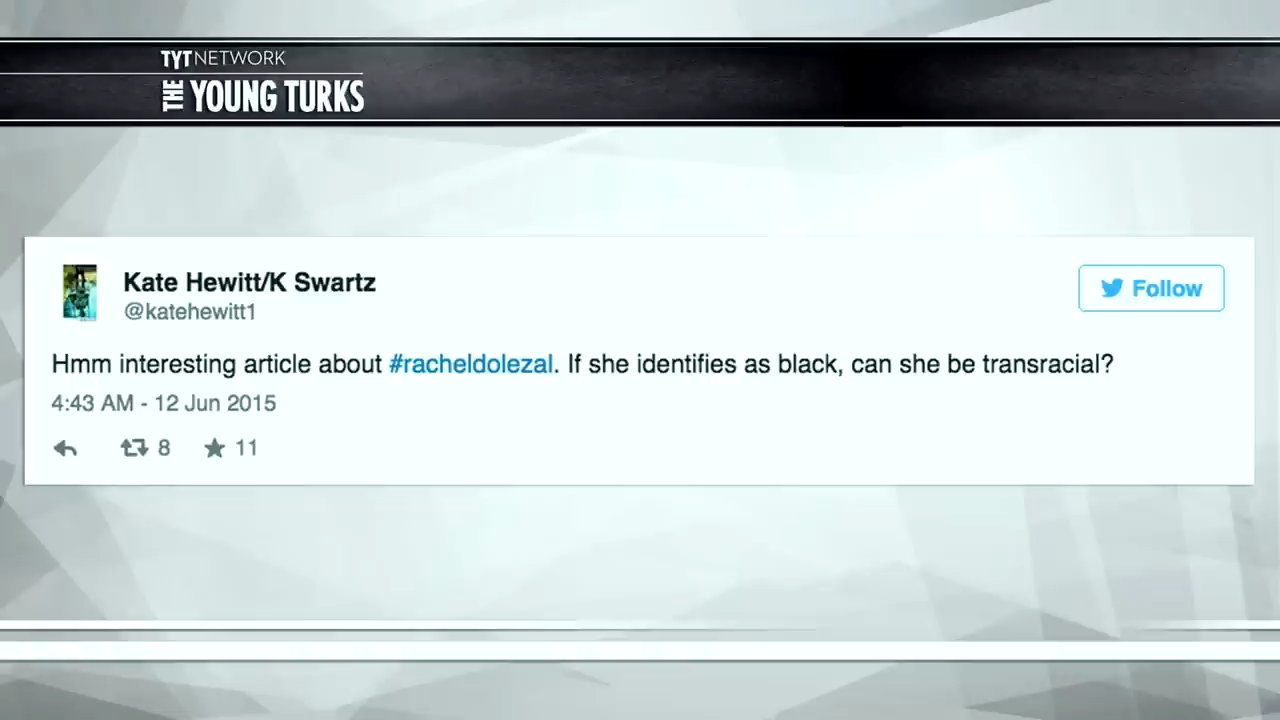 TYT NETWORK
THE YOUNG TURKS
Kate Hewitt/K Swartz
@katehewitt1
Follow
Hmm interesting article about #racheldolezal. If she identifies as black, can she be transracial?
4:43 AM - 12 Jun 2015
8 11